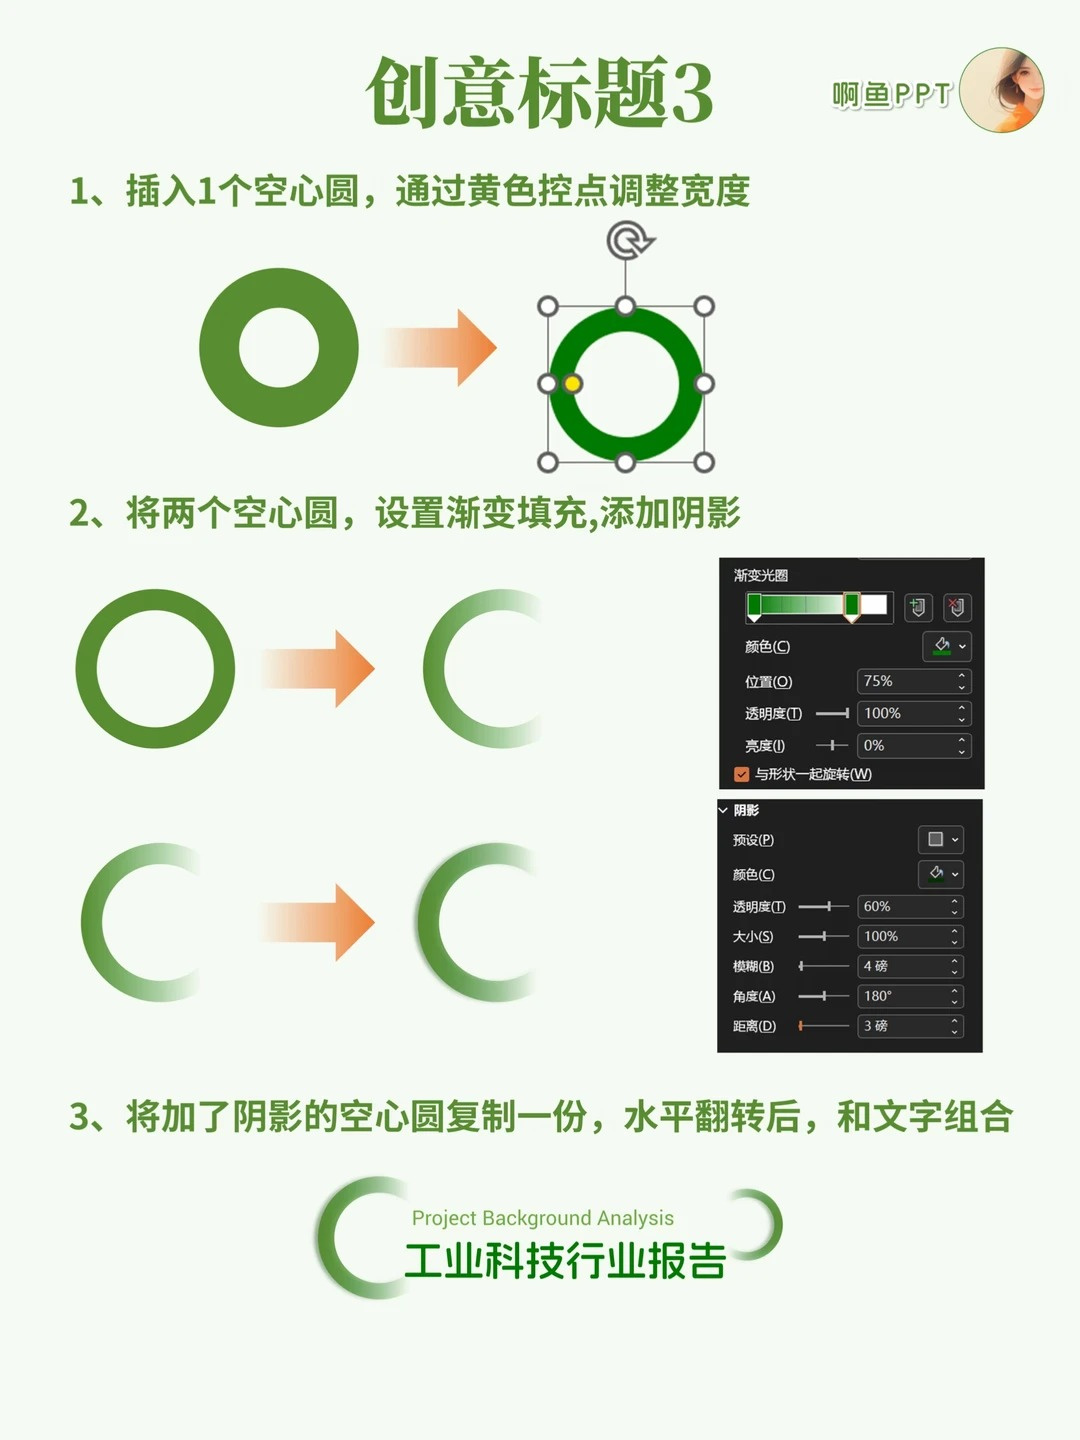 创意标题3
啊鱼PPT
1、插入1个空心圆，通过黄色控点调整宽度
2、将两个空心圆，设置渐变填充,添加阴影
渐变光圈
颜色(C)
位置(O) 75%
透明度(T) 100%
亮度(I) 0%
与形状一起旋转(W)
阴影
预设(P)
颜色(C)
透明度(T) 60%
大小(S) 100%
模糊(B) 4 磅
角度(A) 180°
距离(D) 3 磅
3、将加了阴影的空心圆复制一份，水平翻转后，和文字组合
Project Background Analysis
工业科技行业报告